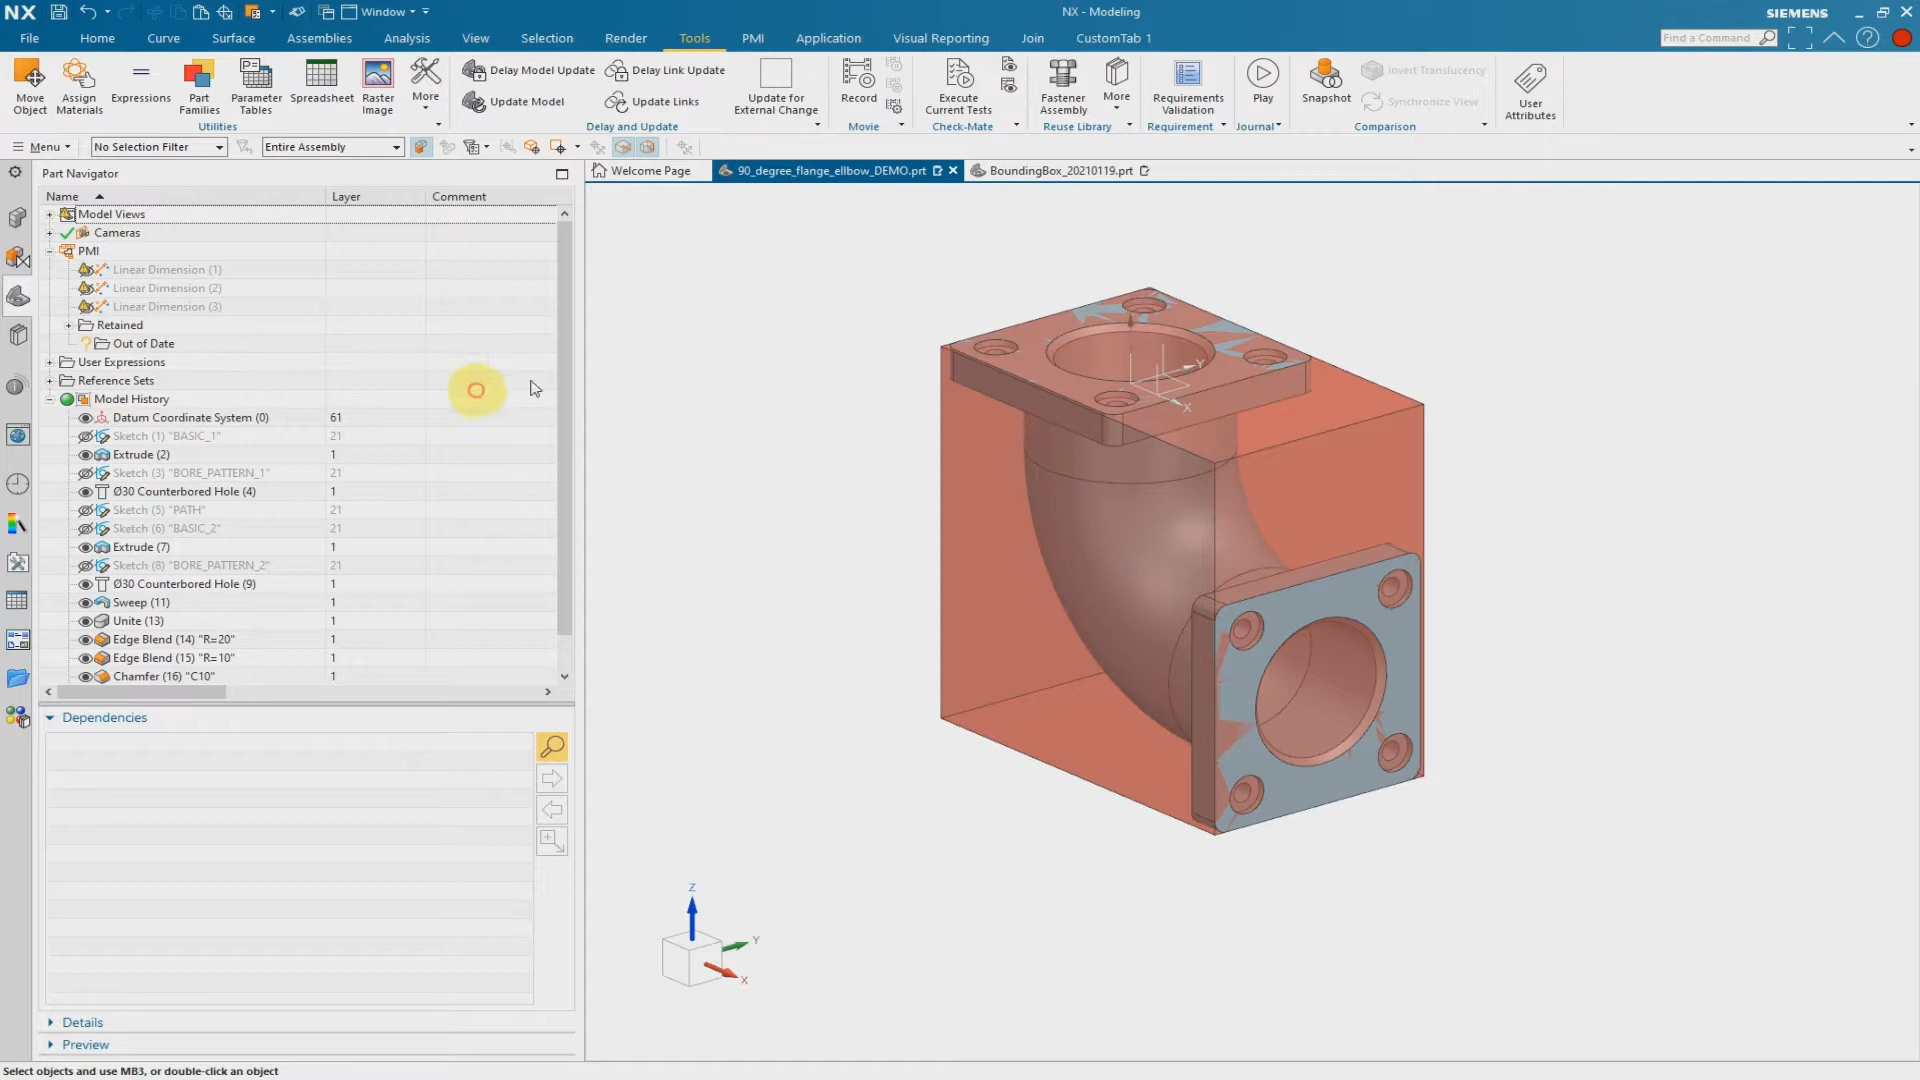 NX
Window
NX - Modeling
SIEMENS
File Home Curve Surface Assemblies Analysis View Selection Render Tools PMI Application Visual Reporting Join CustomTab 1
Find a Command
Move Object
Assign Materials
Expressions
Part Families
Parameter Tables
Spreadsheet
Raster Image
More
Utilities
Delay Model Update
Delay Link Update
Update Model
Update Links
Update for External Change
Delay and Update
Record
Movie
Execute Current Tests
Check-Mate
Fastener Assembly
More
Reuse Library
Requirements Validation
Requirement
Play
Journal
Snapshot
Invert Translucency
Synchronize View
Comparison
User Attributes
Menu
No Selection Filter
Entire Assembly
Part Navigator
Welcome Page
90_degree_flange_ellbow_DEMO.prt
BoundingBox_20210119.prt
Name Layer Comment
Model Views
Cameras
PMI
Linear Dimension (1)
Linear Dimension (2)
Linear Dimension (3)
Retained
Out of Date
User Expressions
Reference Sets
Model History
Datum Coordinate System (0) 61
Sketch (1) "BASIC_1" 21
Extrude (2) 1
Sketch (3) "BORE_PATTERN_1" 21
Ø30 Counterbored Hole (4) 1
Sketch (5) "PATH" 21
Sketch (6) "BASIC_2" 21
Extrude (7) 1
Sketch (8) "BORE_PATTERN_2" 21
Ø30 Counterbored Hole (9) 1
Sweep (11) 1
Unite (13) 1
Edge Blend (14) "R=20" 1
Edge Blend (15) "R=10" 1
Chamfer (16) "C10" 1
Dependencies
Details
Preview
Y
X
Z
Y
X
Select objects and use MB3, or double-click an object